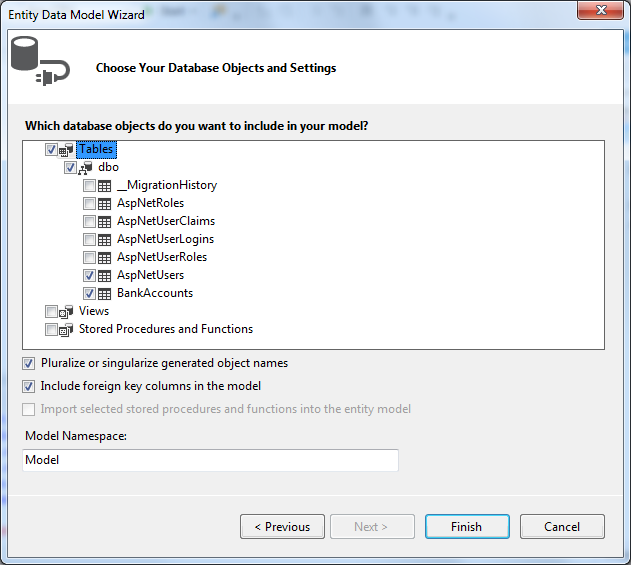 Entity Data Model Wizard
Choose Your Database Objects and Settings
Which database objects do you want to include in your model?
Tables
dbo
__MigrationHistory
AspNetRoles
AspNetUserClaims
AspNetUserLogins
AspNetUserRoles
AspNetUsers
BankAccounts
Views
Stored Procedures and Functions
Pluralize or singularize generated object names
Include foreign key columns in the model
Import selected stored procedures and functions into the entity model
Model Namespace:
Model
< Previous Next > Finish Cancel